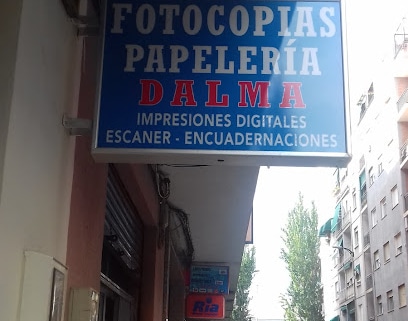 FOTOCOPIAS
PAPELERÍA
DALMA
IMPRESIONES DIGITALES
ESCANER - ENCUADERNACIONES
Ria